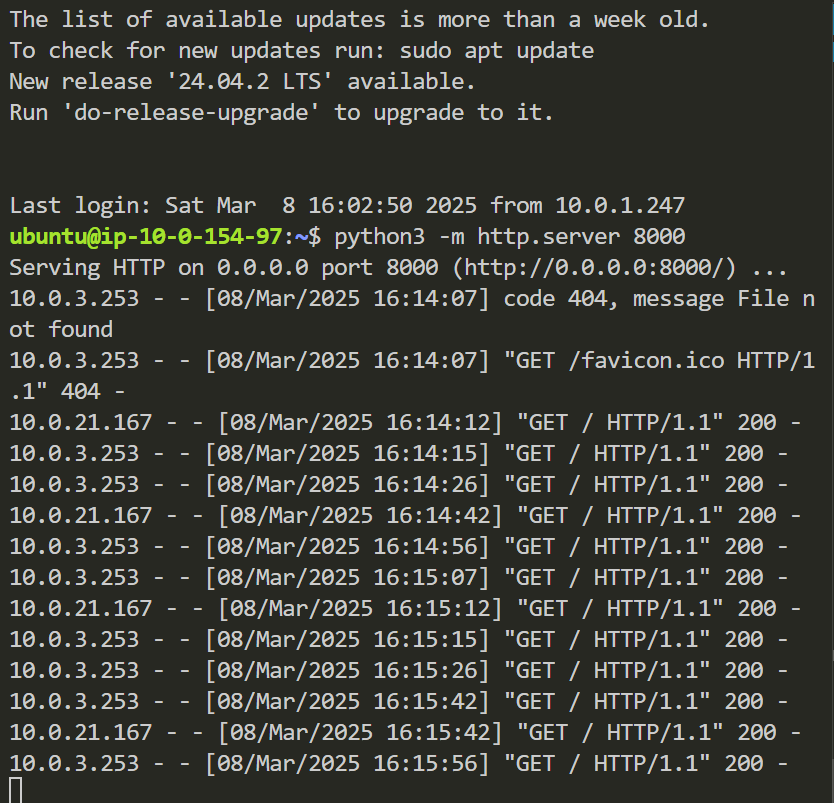 The list of available updates is more than a week old.
To check for new updates run: sudo apt update
New release '24.04.2 LTS' available.
Run 'do-release-upgrade' to upgrade to it.
Last login: Sat Mar  8 16:02:50 2025 from 10.0.1.247
ubuntu@ip-10-0-154-97:~$ python3 -m http.server 8000
Serving HTTP on 0.0.0.0 port 8000 (http://0.0.0.0:8000/) ...
10.0.3.253 - - [08/Mar/2025 16:14:07] code 404, message File n
ot found
10.0.3.253 - - [08/Mar/2025 16:14:07] "GET /favicon.ico HTTP/1
.1" 404 -
10.0.21.167 - - [08/Mar/2025 16:14:12] "GET / HTTP/1.1" 200 -
10.0.3.253 - - [08/Mar/2025 16:14:15] "GET / HTTP/1.1" 200 -
10.0.3.253 - - [08/Mar/2025 16:14:26] "GET / HTTP/1.1" 200 -
10.0.21.167 - - [08/Mar/2025 16:14:42] "GET / HTTP/1.1" 200 -
10.0.3.253 - - [08/Mar/2025 16:14:56] "GET / HTTP/1.1" 200 -
10.0.3.253 - - [08/Mar/2025 16:15:07] "GET / HTTP/1.1" 200 -
10.0.21.167 - - [08/Mar/2025 16:15:12] "GET / HTTP/1.1" 200 -
10.0.3.253 - - [08/Mar/2025 16:15:15] "GET / HTTP/1.1" 200 -
10.0.3.253 - - [08/Mar/2025 16:15:26] "GET / HTTP/1.1" 200 -
10.0.3.253 - - [08/Mar/2025 16:15:42] "GET / HTTP/1.1" 200 -
10.0.21.167 - - [08/Mar/2025 16:15:42] "GET / HTTP/1.1" 200 -
10.0.3.253 - - [08/Mar/2025 16:15:56] "GET / HTTP/1.1" 200 -